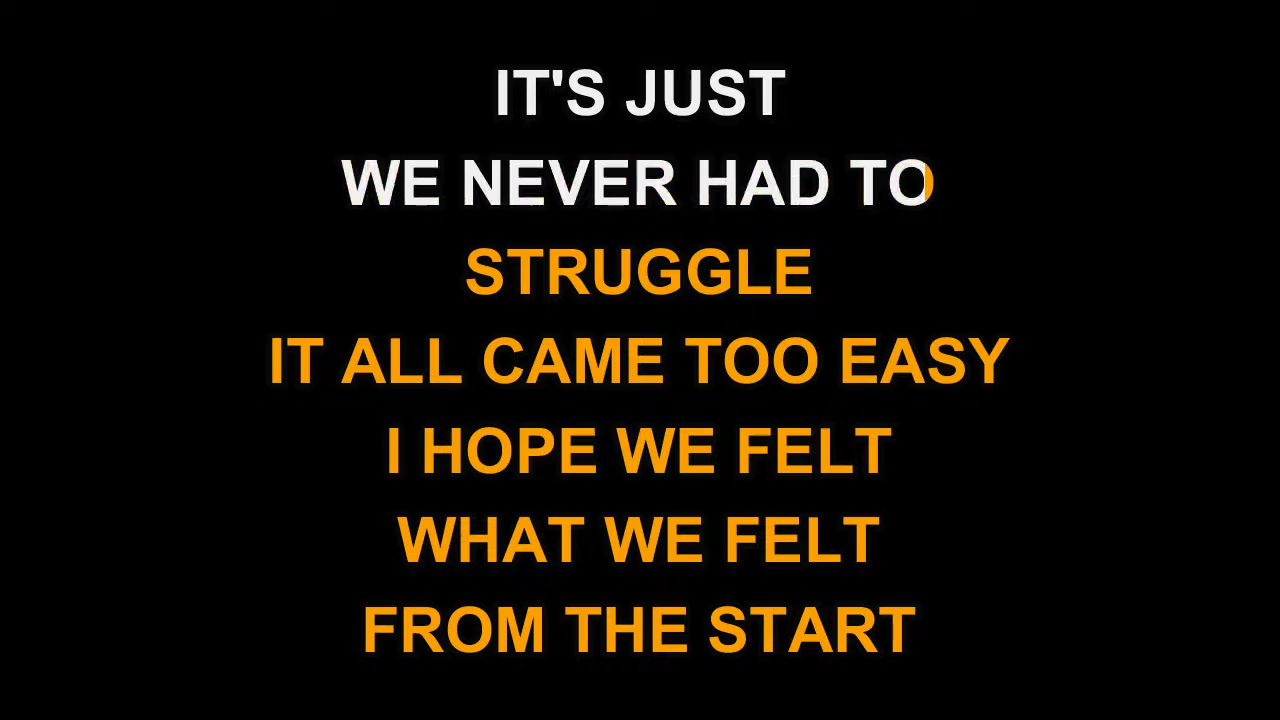 IT'S JUST
WE NEVER HAD TO
STRUGGLE
IT ALL CAME TOO EASY
I HOPE WE FELT
WHAT WE FELT
FROM THE START